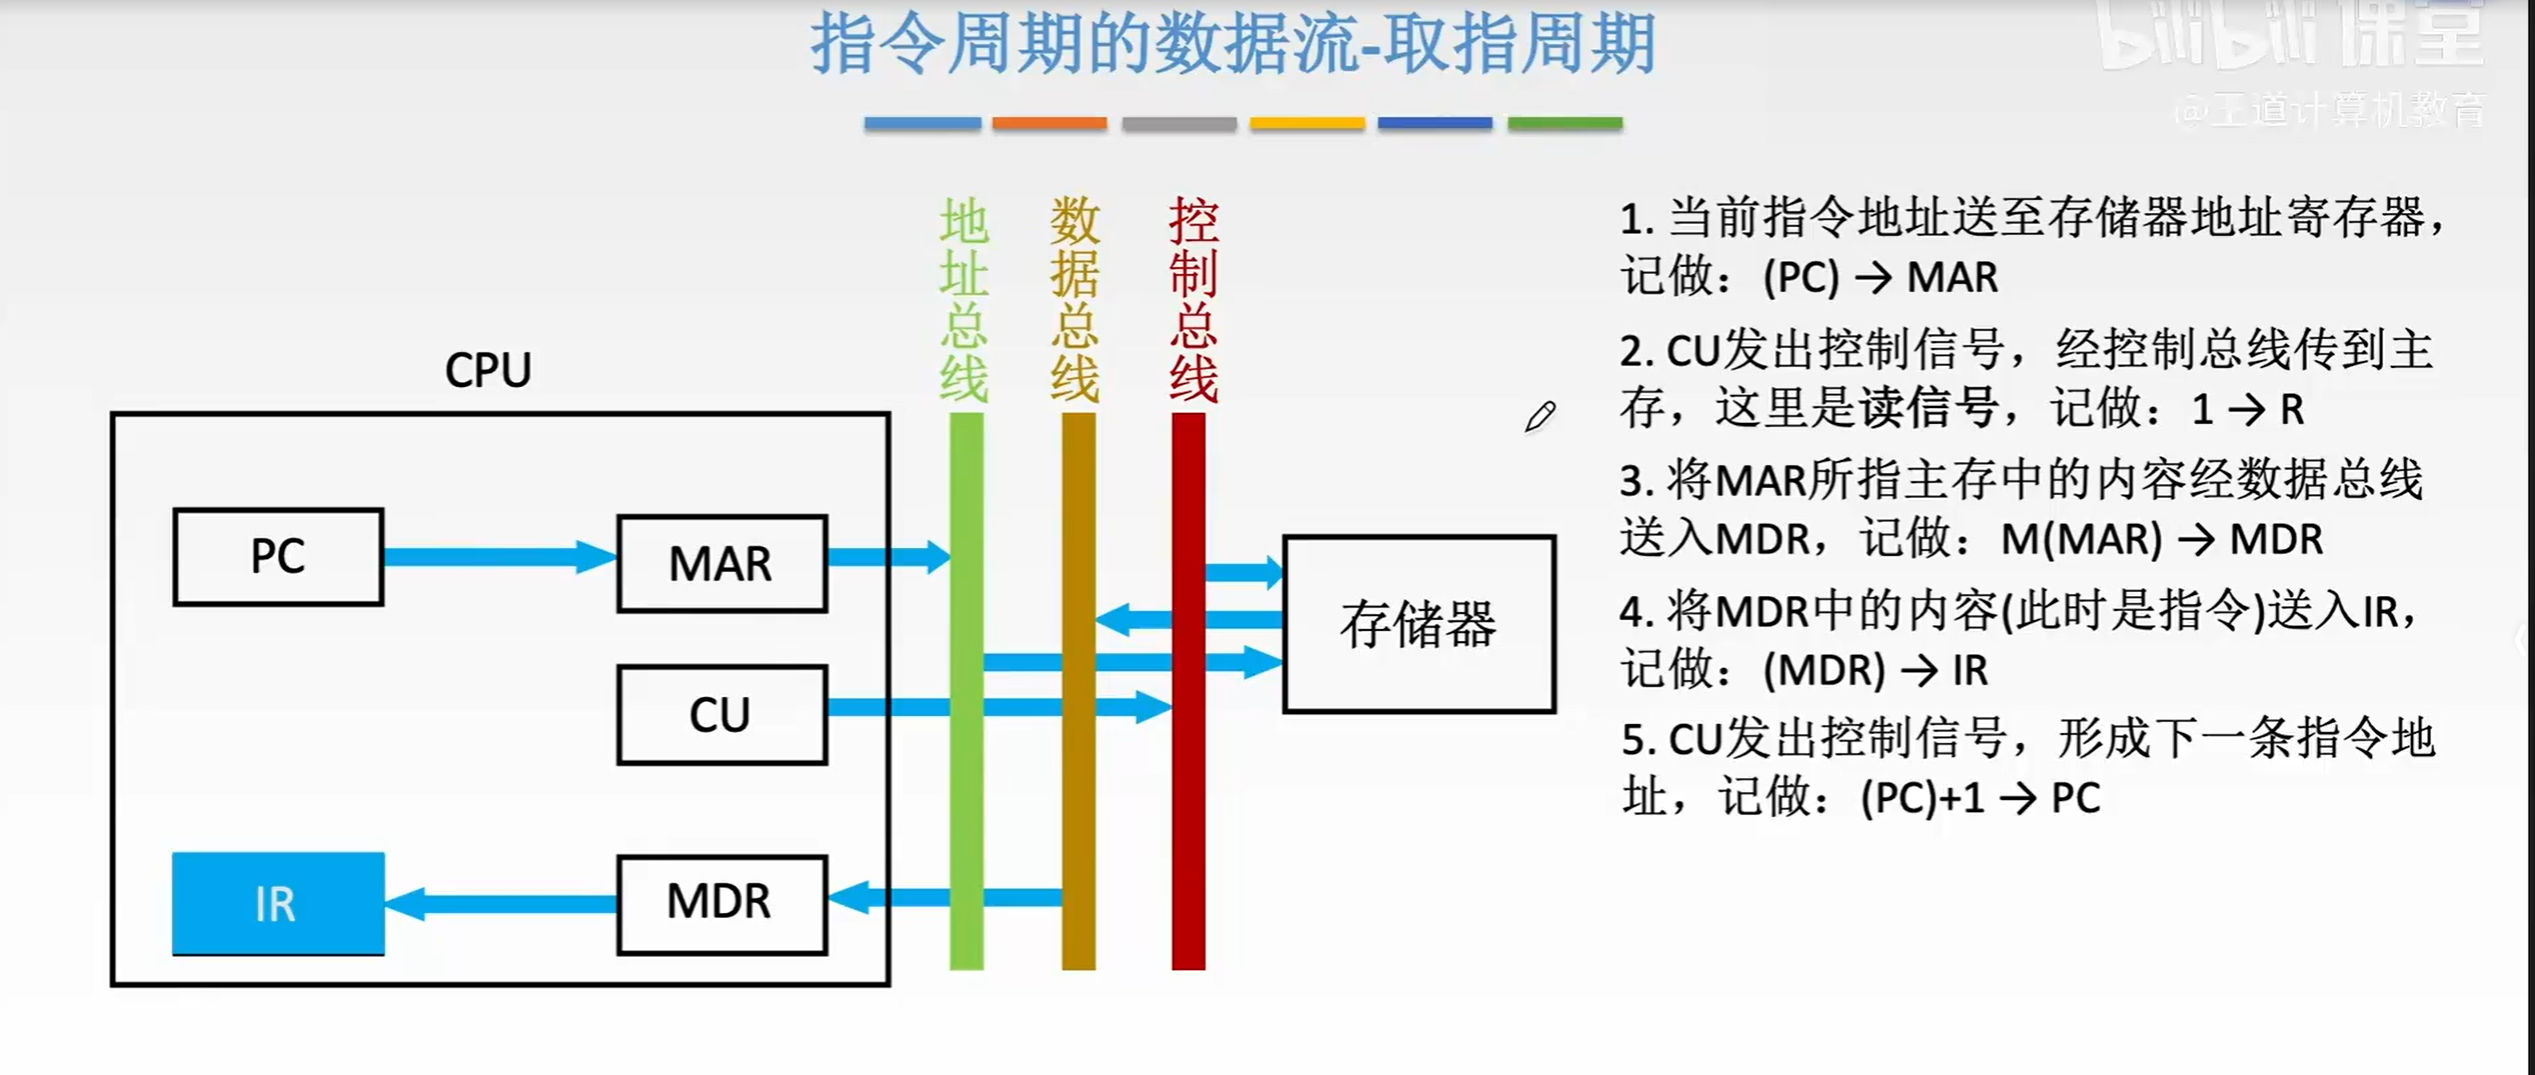 指令周期的数据流-取指周期
bilibili 课堂
@王道计算机教育
地址总线
数据总线
控制总线
CPU
PC
MAR
CU
IR
MDR
存储器
1. 当前指令地址送至存储器地址寄存器，
记做：(PC) → MAR
2. CU发出控制信号，经控制总线传到主
存，这里是读信号，记做：1 → R
3. 将MAR所指主存中的内容经数据总线
送入MDR，记做：M(MAR) → MDR
4. 将MDR中的内容(此时是指令)送入IR，
记做：(MDR) → IR
5. CU发出控制信号，形成下一条指令地
址，记做：(PC)+1 → PC